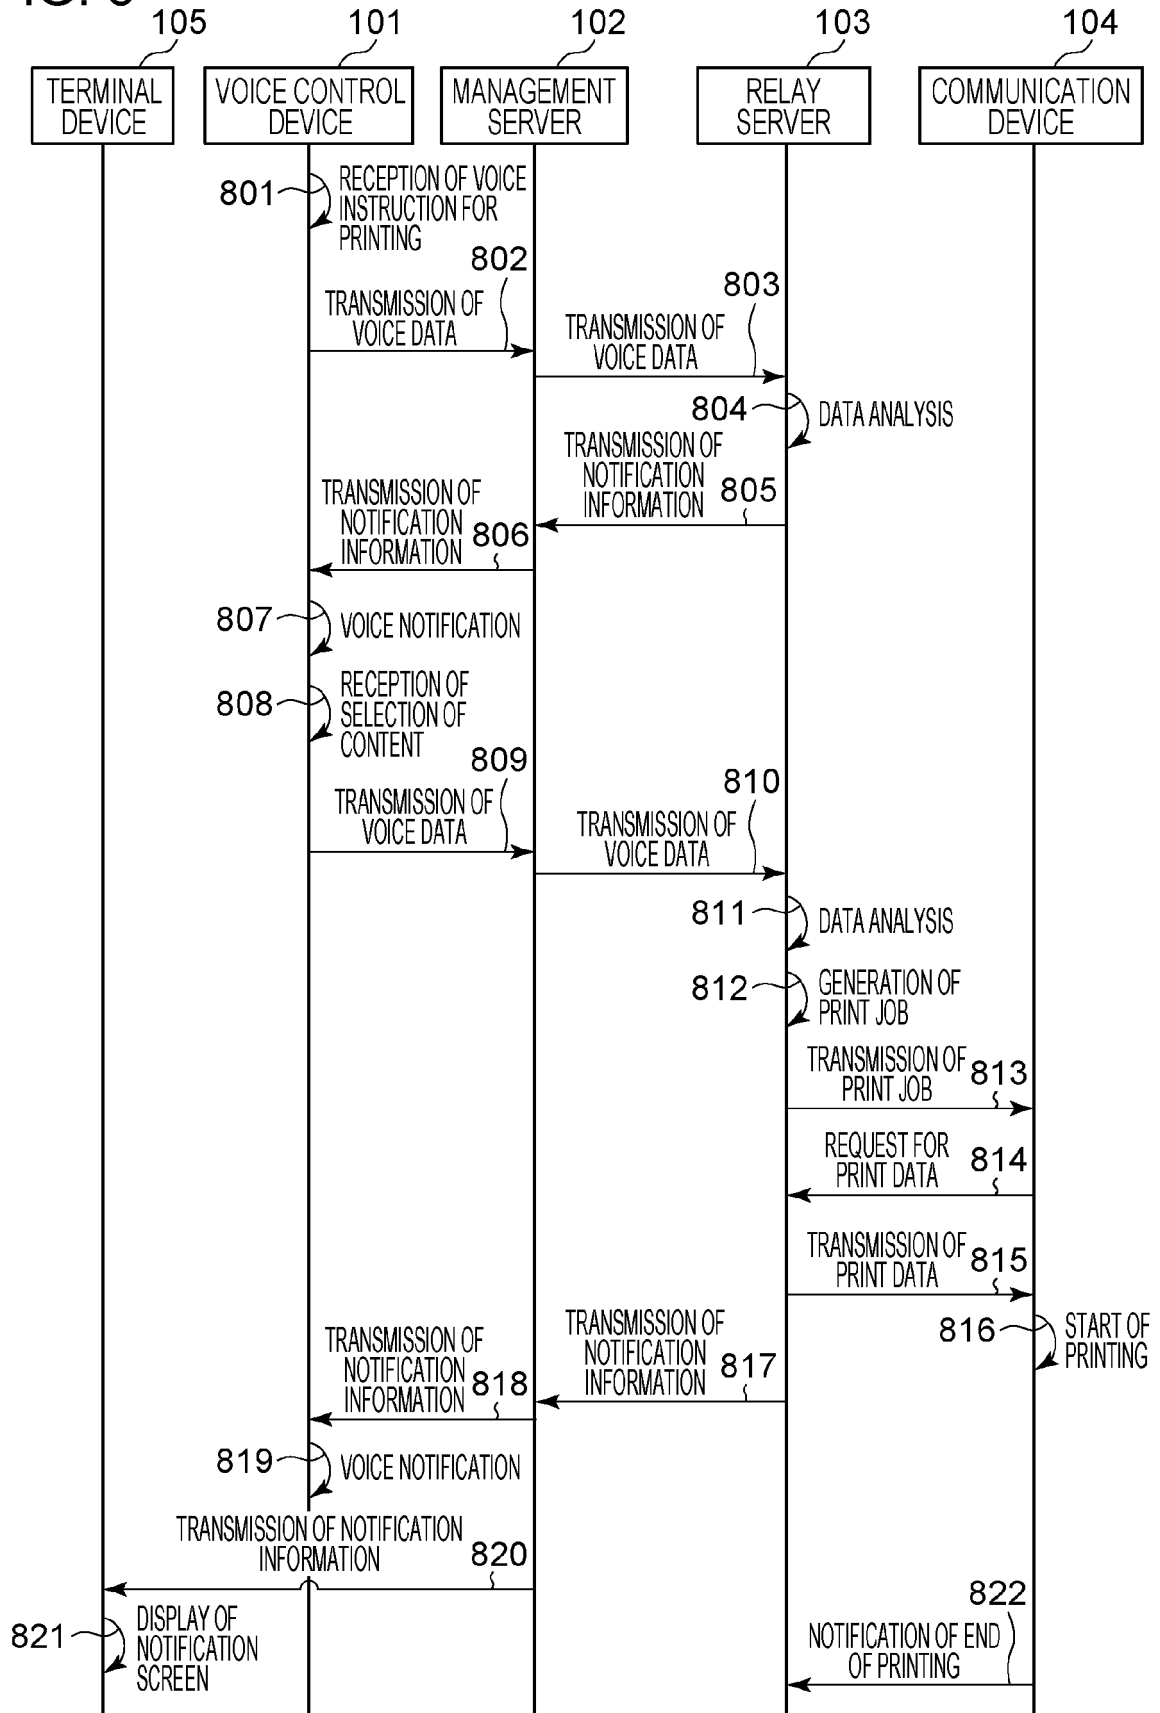 105
101
102
103
104
TERMINAL
DEVICE
VOICE CONTROL
DEVICE
MANAGEMENT
SERVER
RELAY
SERVER
COMMUNICATION
DEVICE
801
RECEPTION OF VOICE
INSTRUCTION FOR
PRINTING
802
TRANSMISSION OF
VOICE DATA
803
TRANSMISSION OF
VOICE DATA
804
DATA ANALYSIS
TRANSMISSION OF
NOTIFICATION
INFORMATION
805
TRANSMISSION OF
NOTIFICATION
INFORMATION
806
807
VOICE NOTIFICATION
808
RECEPTION OF
SELECTION OF
CONTENT
809
TRANSMISSION OF
VOICE DATA
810
TRANSMISSION OF
VOICE DATA
811
DATA ANALYSIS
812
GENERATION OF
PRINT JOB
TRANSMISSION OF
PRINT JOB
813
REQUEST FOR
PRINT DATA
814
TRANSMISSION OF
PRINT DATA
815
816
START OF
PRINTING
TRANSMISSION OF
NOTIFICATION
INFORMATION
817
TRANSMISSION OF
NOTIFICATION
INFORMATION
818
819
VOICE NOTIFICATION
TRANSMISSION OF NOTIFICATION
INFORMATION
820
821
DISPLAY OF
NOTIFICATION
SCREEN
822
NOTIFICATION OF END
OF PRINTING